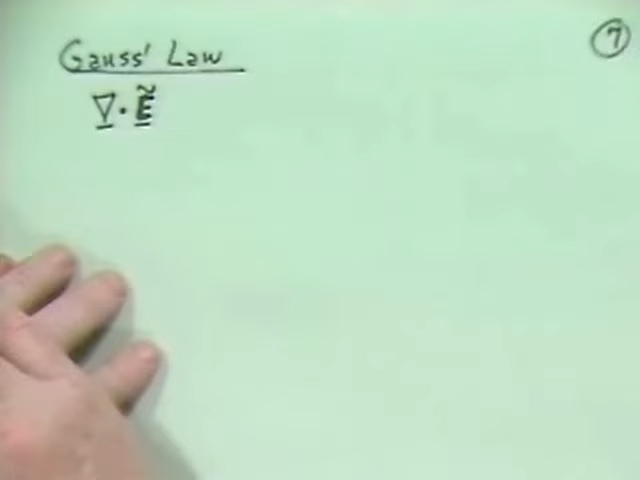 Gauss' Law
⑦
∇̲ · Ẽ̲